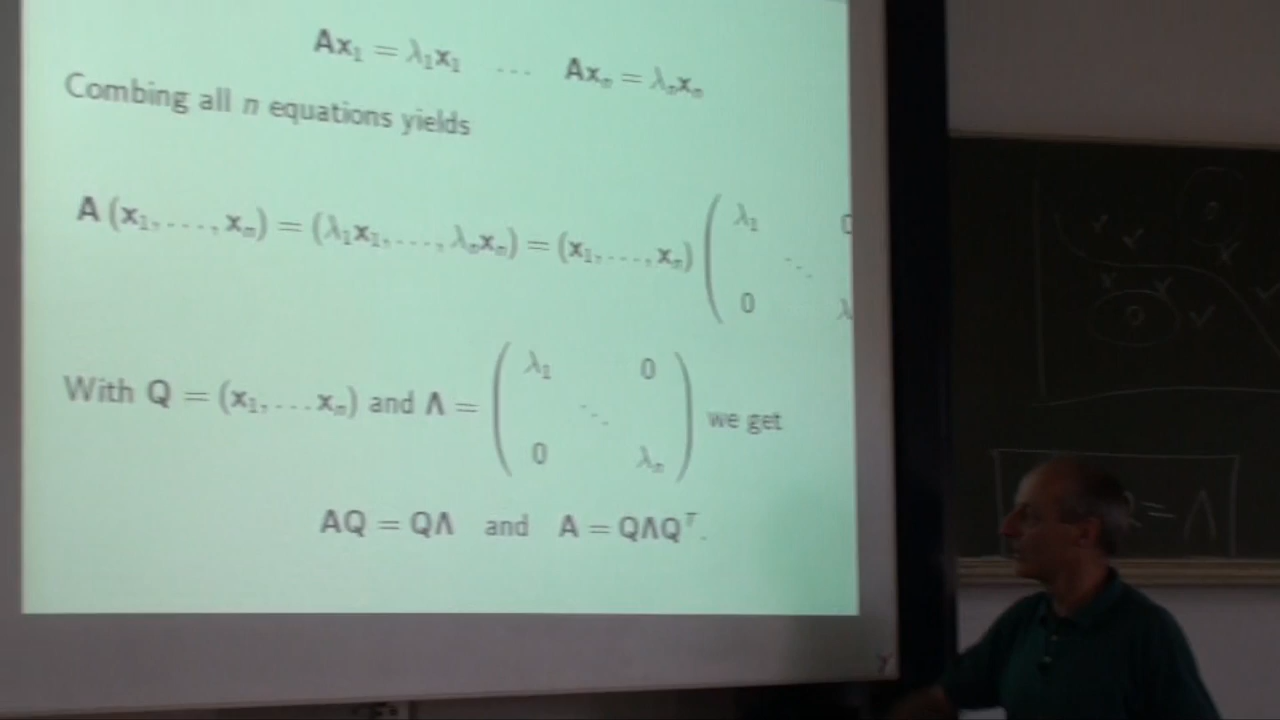 Ax₁ = λ₁x₁ ... Axₙ = λₙxₙ
Combing all n equations yields
A (x₁, ..., xₙ) = (λ₁x₁, ..., λₙxₙ) = (x₁, ..., xₙ) ( λ₁ 0
⋱
0 λ
With Q = (x₁, ... xₙ) and Λ = ( λ₁ 0 ⋱ 0 λₙ ) we get
AQ = QΛ and A = QΛQᵀ.
= Λ